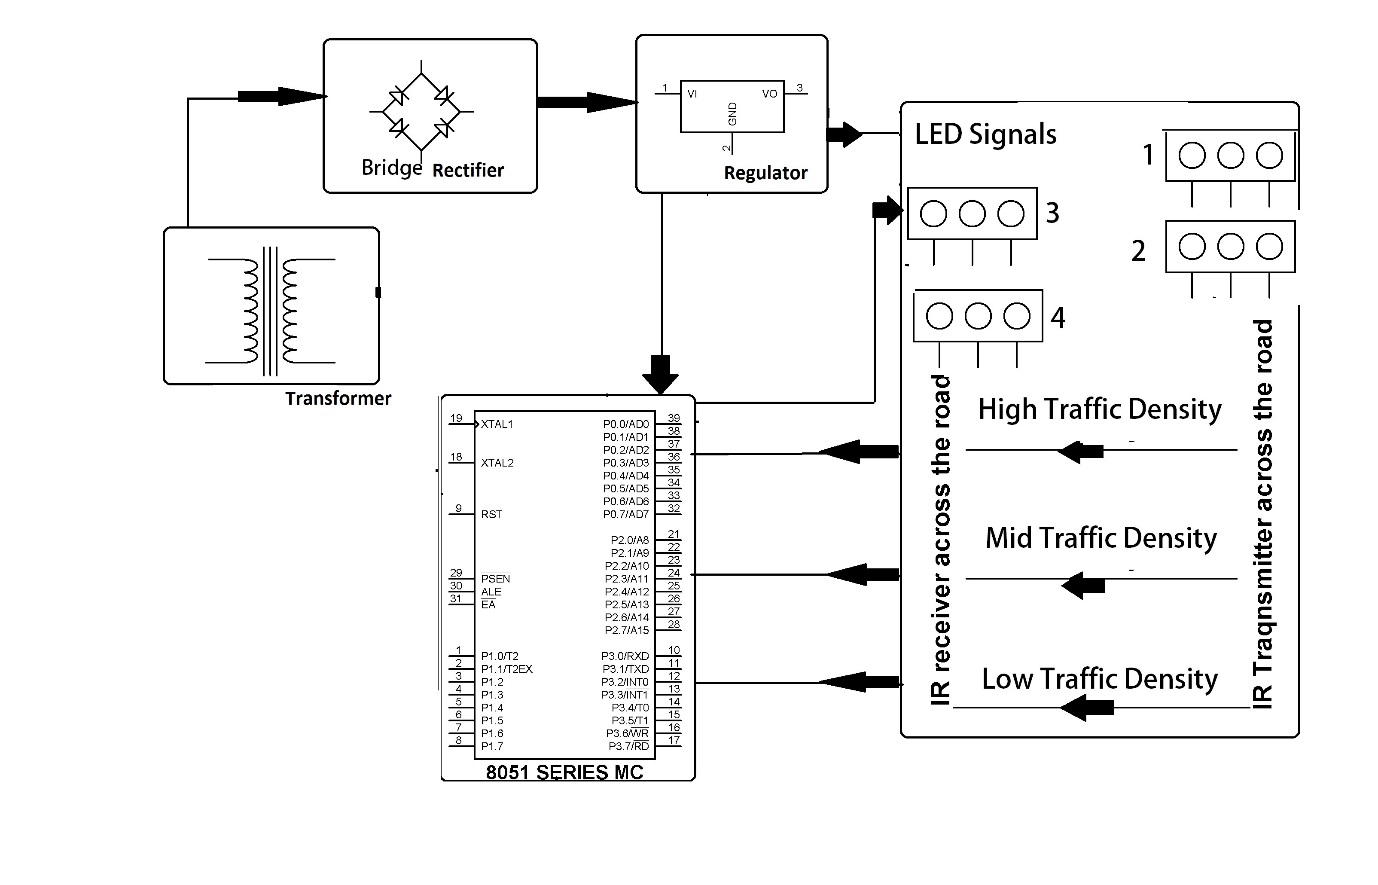 Bridge Rectifier
1 VI VO 3
GND
2
Regulator
Transformer
LED Signals
1
2
3
4
IR receiver across the road
High Traffic Density
Mid Traffic Density
Low Traffic Density
IR Traqnsmitter across the road
19 XTAL1
18 XTAL2
9 RST
29 PSEN
30 ALE
31 EA
1 P1.0/T2
2 P1.1/T2EX
3 P1.2
4 P1.3
5 P1.4
6 P1.5
7 P1.6
8 P1.7
P0.0/AD0 39
P0.1/AD1 38
P0.2/AD2 37
P0.3/AD3 36
P0.4/AD4 35
P0.5/AD5 34
P0.6/AD6 33
P0.7/AD7 32
P2.0/A8 21
P2.1/A9 22
P2.2/A10 23
P2.3/A11 24
P2.4/A12 25
P2.5/A13 26
P2.6/A14 27
P2.7/A15 28
P3.0/RXD 10
P3.1/TXD 11
P3.2/INT0 12
P3.3/INT1 13
P3.4/T0 14
P3.5/T1 15
P3.6/WR 16
P3.7/RD 17
8051 SERIES MC